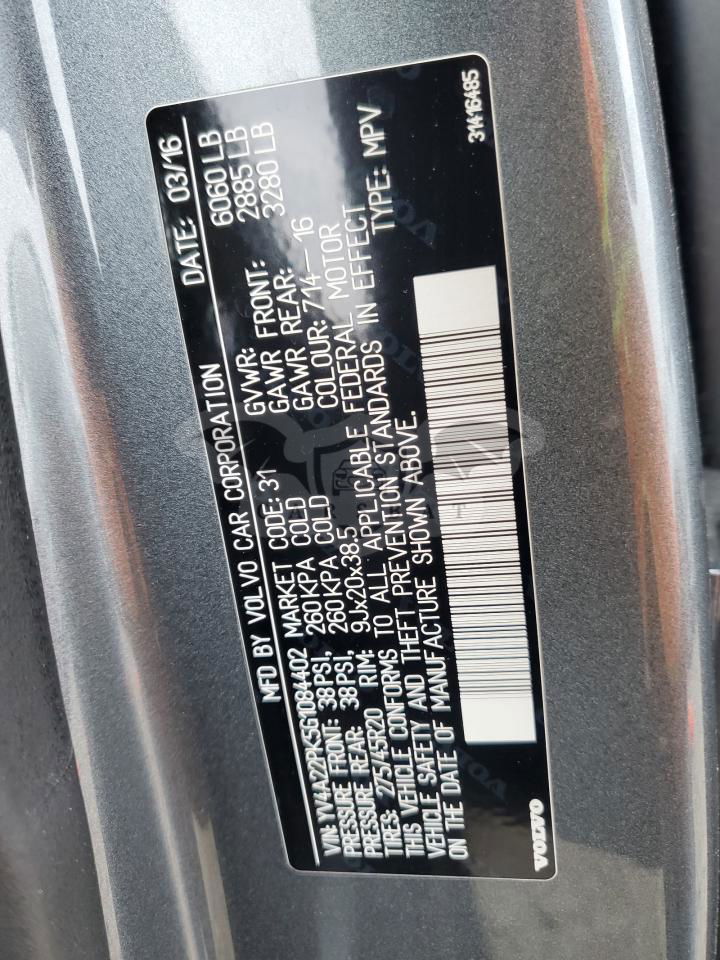 MFD BY VOLVO CAR CORPORATION DATE: 03/16
VIN: YV4A22PK5G1084402 MARKET CODE: 31 GVWR: 6060 LB
PRESSURE FRONT: 38PSI, 260KPA COLD GAWR FRONT: 2885 LB
PRESSURE REAR: 38PSI, 260KPA COLD GAWR REAR: 3280 LB
TIRES: 275/45R20 RIM: 9Jx20x38.5 COLOUR: 714–16
THIS VEHICLE CONFORMS TO ALL APPLICABLE FEDERAL MOTOR
VEHICLE SAFETY AND THEFT PREVENTION STANDARDS IN EFFECT
ON THE DATE OF MANUFACTURE SHOWN ABOVE. TYPE: MPV
VOLVO 31416485